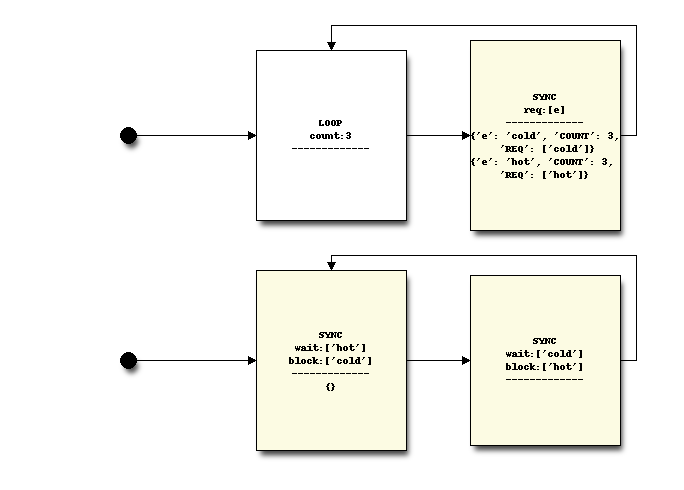 LOOP
count:3
-------------
SYNC
req:[e]
-------------
{'e': 'cold', 'COUNT': 3,
'REQ': ['cold']}
{'e': 'hot', 'COUNT': 3,
'REQ': ['hot']}
SYNC
wait:['hot']
block:['cold']
-------------
{}
SYNC
wait:['cold']
block:['hot']
-------------